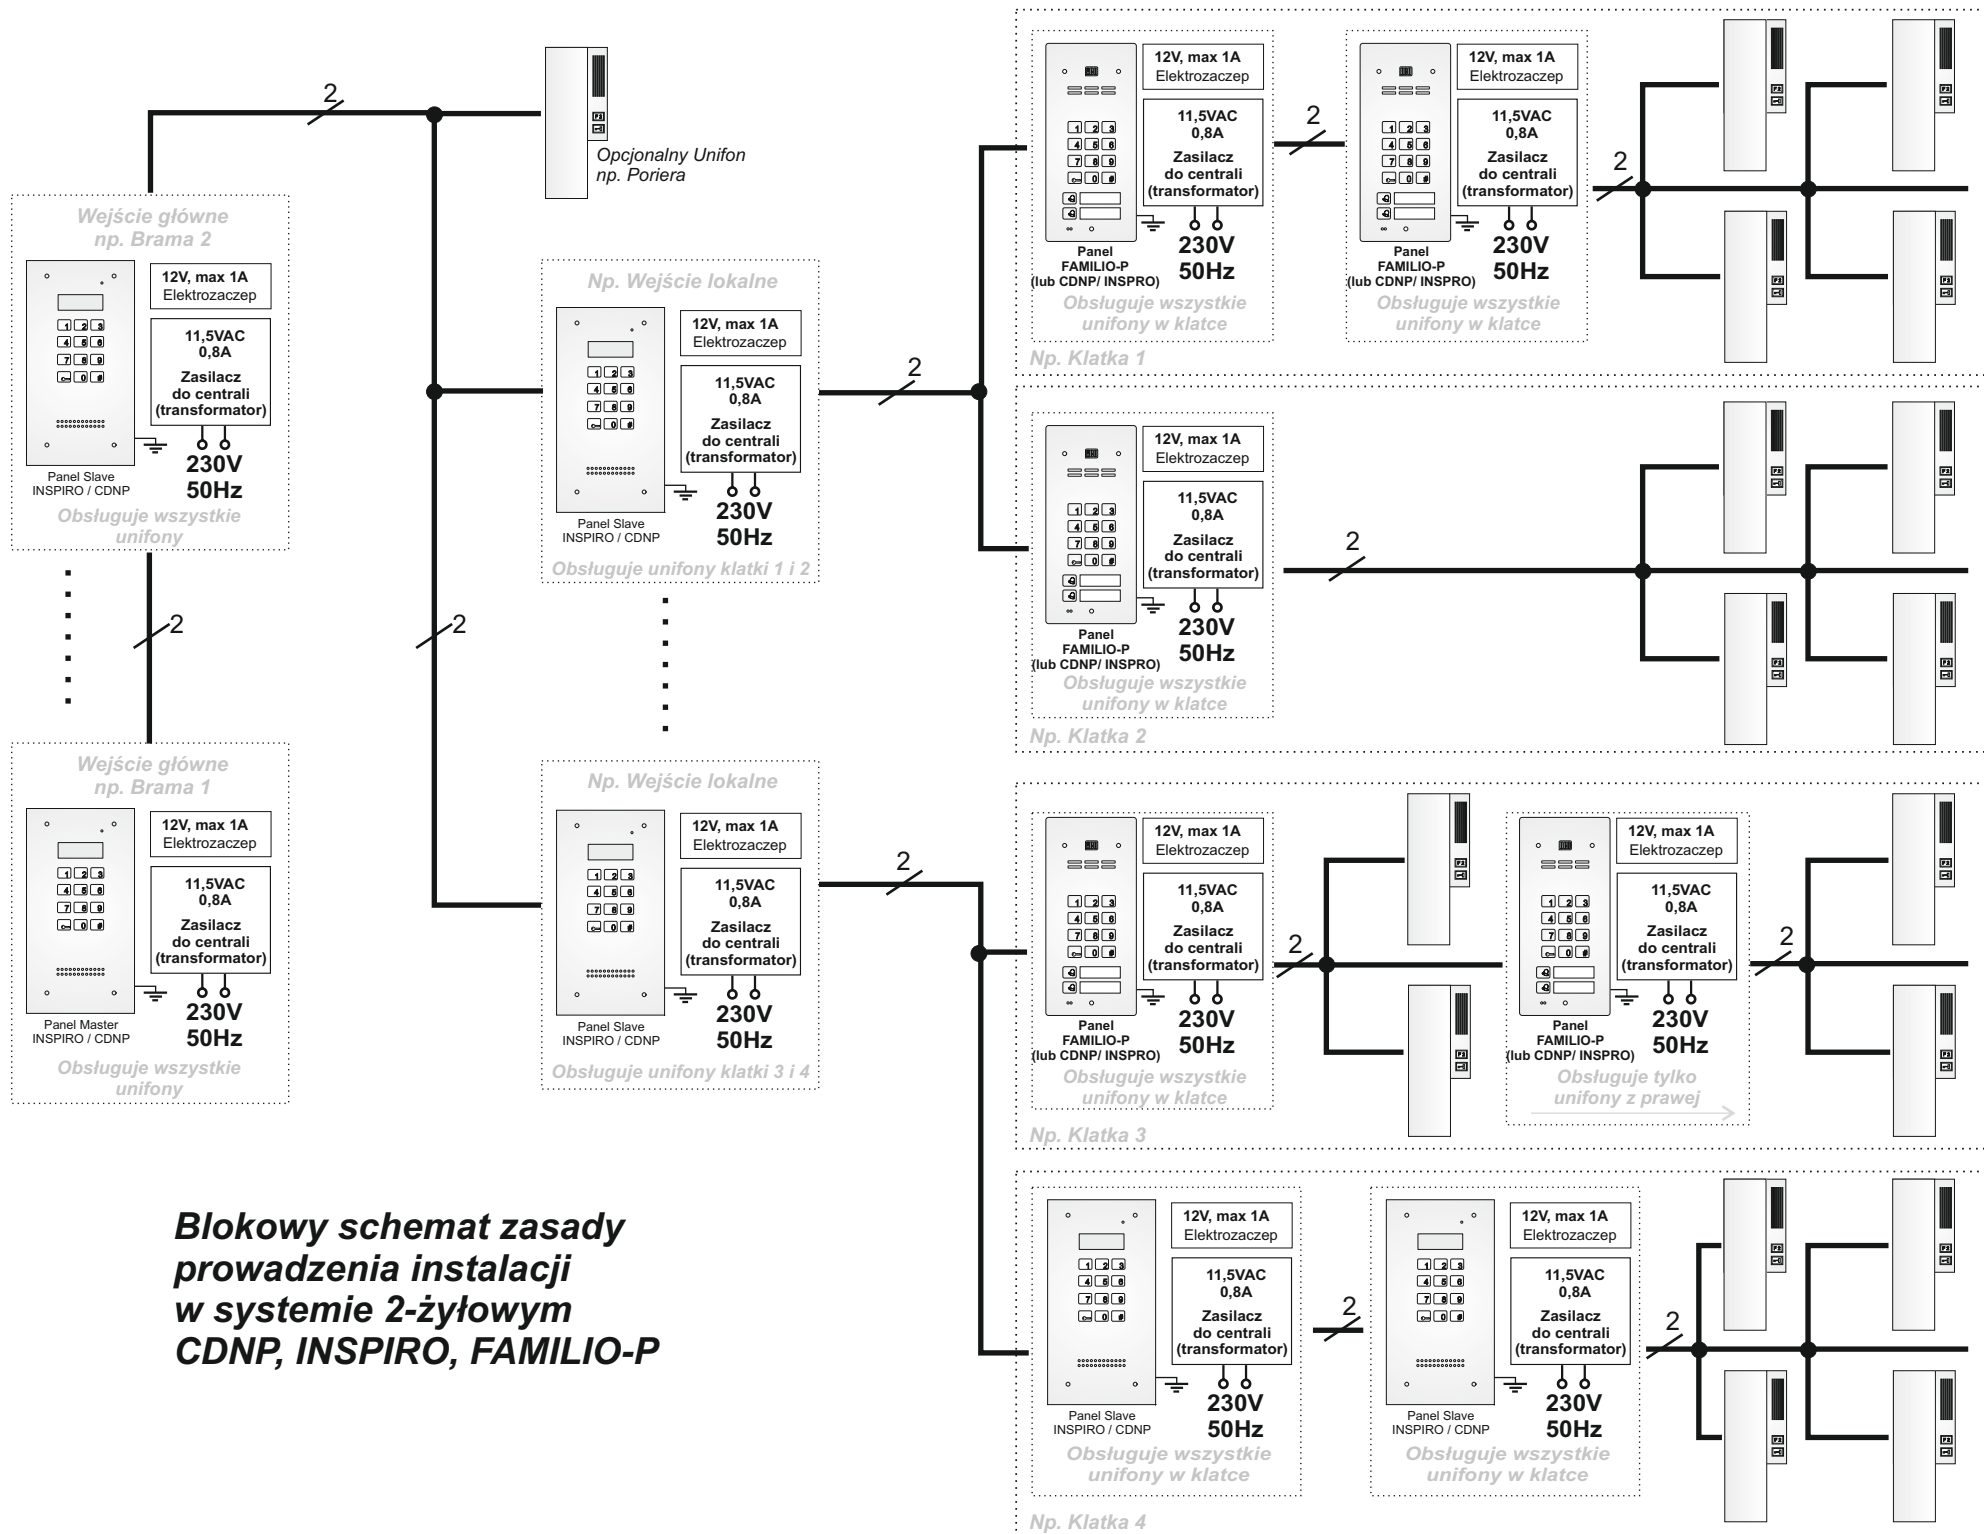 2
Opcjonalny Unifon
np. Poriera
Wejście główne
np. Brama 2
12V, max 1A
Elektrozaczep
11,5VAC
0,8A
Zasilacz
do centrali
(transformator)
230V
50Hz
Panel Slave
INSPIRO / CDNP
Obsługuje wszystkie
unifony
2
Wejście główne
np. Brama 1
12V, max 1A
Elektrozaczep
11,5VAC
0,8A
Zasilacz
do centrali
(transformator)
230V
50Hz
Panel Master
INSPIRO / CDNP
Obsługuje wszystkie
unifony
Np. Wejście lokalne
12V, max 1A
Elektrozaczep
11,5VAC
0,8A
Zasilacz
do centrali
(transformator)
230V
50Hz
Panel Slave
INSPIRO / CDNP
Obsługuje unifony klatki 1 i 2
2
2
Np. Wejście lokalne
12V, max 1A
Elektrozaczep
11,5VAC
0,8A
Zasilacz
do centrali
(transformator)
230V
50Hz
Panel Slave
INSPIRO / CDNP
Obsługuje unifony klatki 3 i 4
2
12V, max 1A
Elektrozaczep
11,5VAC
0,8A
Zasilacz
do centrali
(transformator)
230V
50Hz
Panel
FAMILIO-P
(lub CDNP/ INSPRO)
Obsługuje wszystkie
unifony w klatce
2
12V, max 1A
Elektrozaczep
11,5VAC
0,8A
Zasilacz
do centrali
(transformator)
230V
50Hz
Panel
FAMILIO-P
(lub CDNP/ INSPRO)
Obsługuje wszystkie
unifony w klatce
2
Np. Klatka 1
12V, max 1A
Elektrozaczep
11,5VAC
0,8A
Zasilacz
do centrali
(transformator)
230V
50Hz
Panel
FAMILIO-P
(lub CDNP/ INSPRO)
Obsługuje wszystkie
unifony w klatce
2
Np. Klatka 2
12V, max 1A
Elektrozaczep
11,5VAC
0,8A
Zasilacz
do centrali
(transformator)
230V
50Hz
Panel
FAMILIO-P
(lub CDNP/ INSPRO)
Obsługuje wszystkie
unifony w klatce
2
12V, max 1A
Elektrozaczep
11,5VAC
0,8A
Zasilacz
do centrali
(transformator)
230V
50Hz
Panel
FAMILIO-P
(lub CDNP/ INSPRO)
Obsługuje tylko
unifony z prawej
2
Np. Klatka 3
12V, max 1A
Elektrozaczep
11,5VAC
0,8A
Zasilacz
do centrali
(transformator)
230V
50Hz
Panel Slave
INSPIRO / CDNP
Obsługuje wszystkie
unifony w klatce
2
12V, max 1A
Elektrozaczep
11,5VAC
0,8A
Zasilacz
do centrali
(transformator)
230V
50Hz
Panel Slave
INSPIRO / CDNP
Obsługuje wszystkie
unifony w klatce
2
Np. Klatka 4
Blokowy schemat zasady
prowadzenia instalacji
w systemie 2-żyłowym
CDNP, INSPIRO, FAMILIO-P